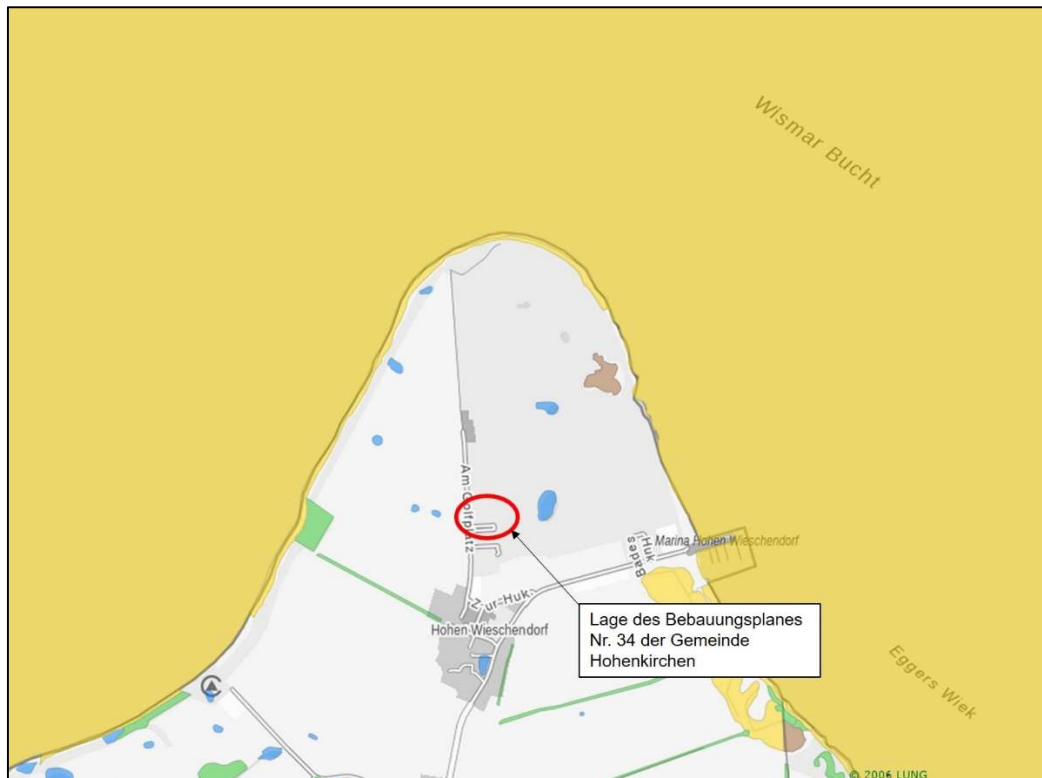 Wismar Bucht
Am Golfplatz
Huk
Bades
Marina Hohen Wieschendorf
Zur Huk
Hohen Wieschendorf
Lage des Bebauungsplanes
Nr. 34 der Gemeinde
Hohenkirchen
Eggers Wiek
© 2006 LUNG